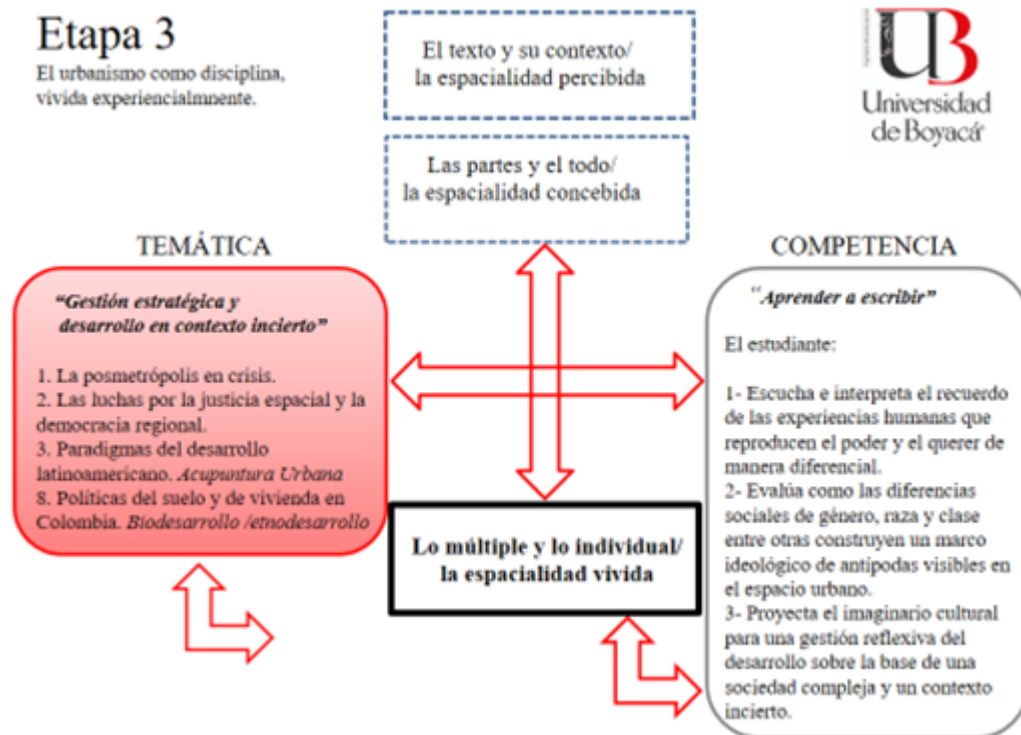 Etapa 3
El urbanismo como disciplina,
vivida experiencialmnente.
El texto y su contexto/
la espacialidad percibida
Las partes y el todo/
la espacialidad concebida
UB
Universidad
de Boyacá
TEMÁTICA
“Gestión estratégica y
desarrollo en contexto incierto”
1. La posmetrópolis en crisis.
2. Las luchas por la justicia espacial y la
democracia regional.
3. Paradigmas del desarrollo
latinoamericano. Acupuntura Urbana
8. Políticas del suelo y de vivienda en
Colombia. Biodesarrollo /etnodesarrollo
Lo múltiple y lo individual/
la espacialidad vivida
COMPETENCIA
“Aprender a escribir”
El estudiante:
1- Escucha e interpreta el recuerdo
de las experiencias humanas que
reproducen el poder y el querer de
manera diferencial.
2- Evalúa como las diferencias
sociales de género, raza y clase
entre otras construyen un marco
ideológico de antípodas visibles en
el espacio urbano.
3- Proyecta el imaginario cultural
para una gestión reflexiva del
desarrollo sobre la base de una
sociedad compleja y un contexto
incierto.